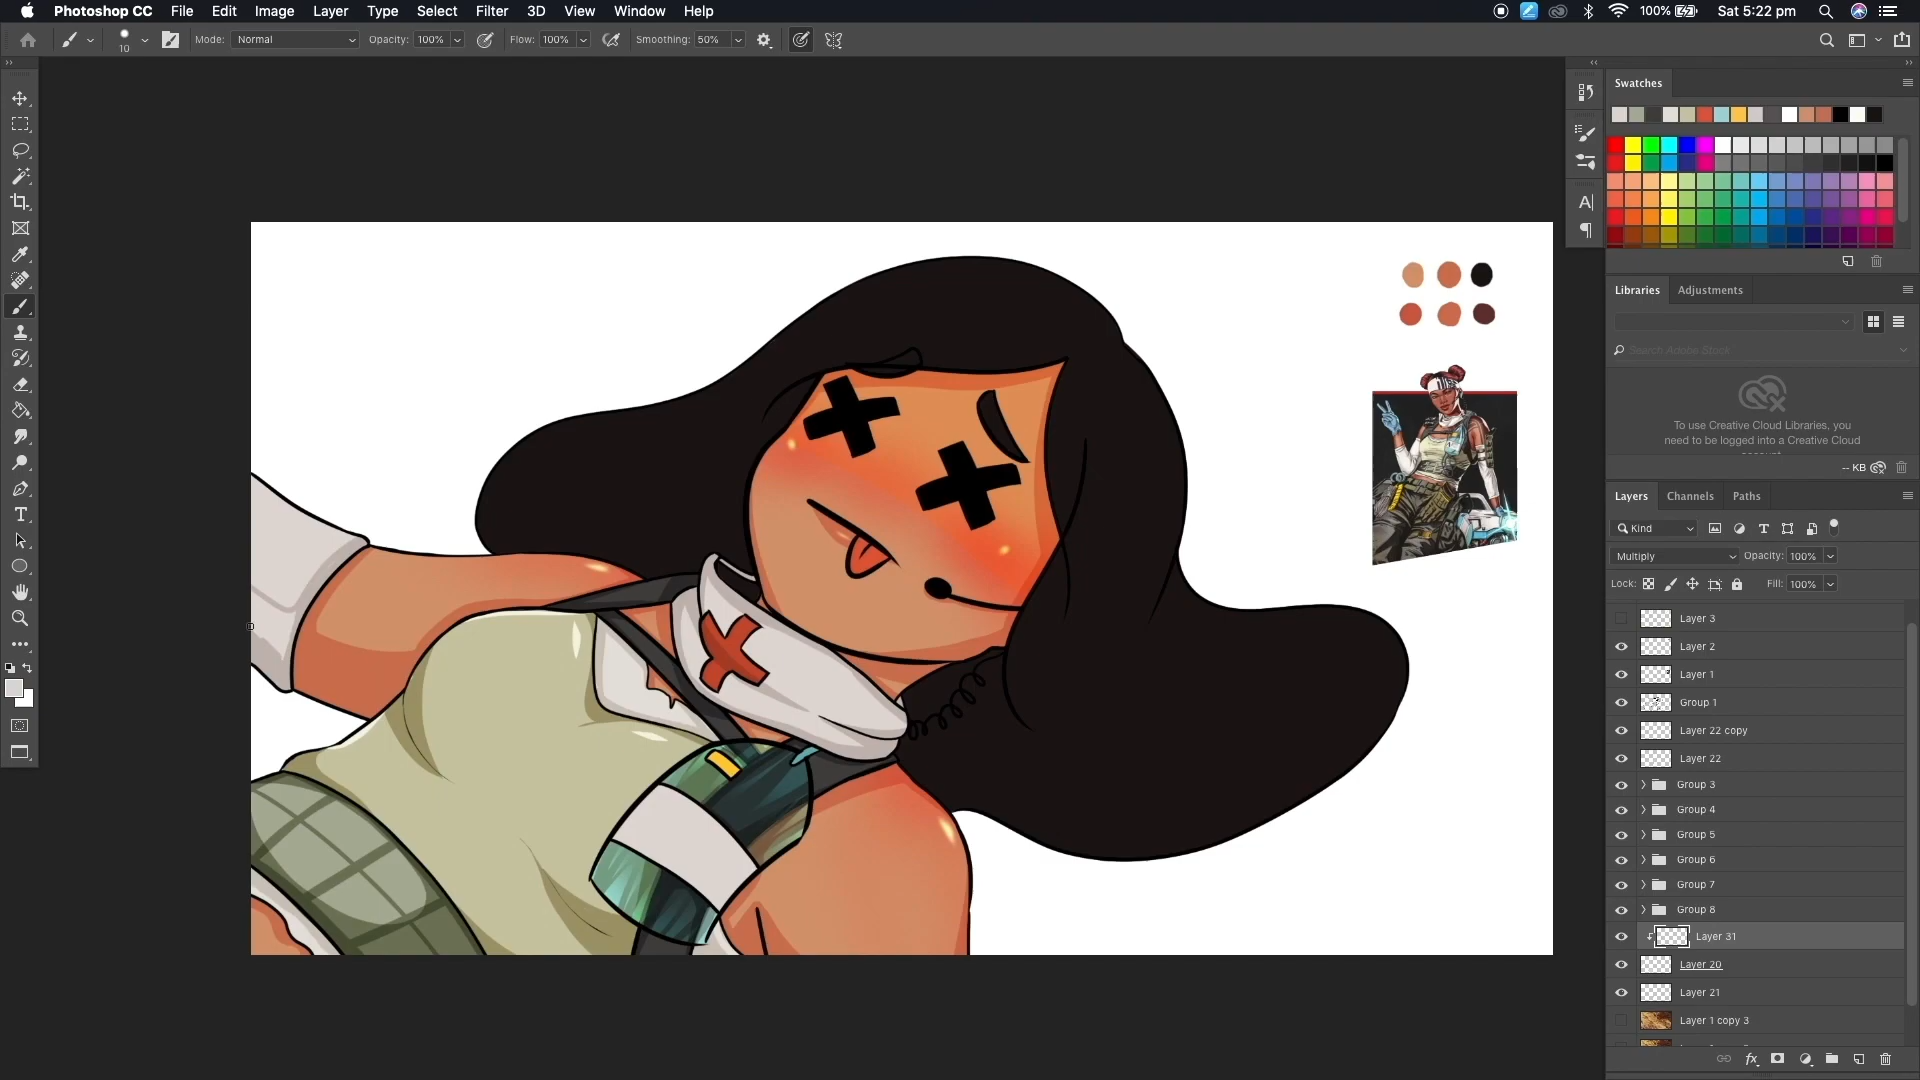 Photoshop CC File Edit Image Layer Type Select Filter 3D View Window Help 100% Sat 5:22 pm
10 Mode: Normal Opacity: 100% Flow: 100% Smoothing: 50%
Swatches
Libraries Adjustments
Search Adobe Stock
To use Creative Cloud Libraries, you
need to be logged into a Creative Cloud
-- KB
Layers Channels Paths
Kind
Multiply Opacity: 100%
Lock: Fill: 100%
Layer 3
Layer 2
Layer 1
Group 1
Layer 22 copy
Layer 22
Group 3
Group 4
Group 5
Group 6
Group 7
Group 8
Layer 31
Layer 20
Layer 21
Layer 1 copy 3